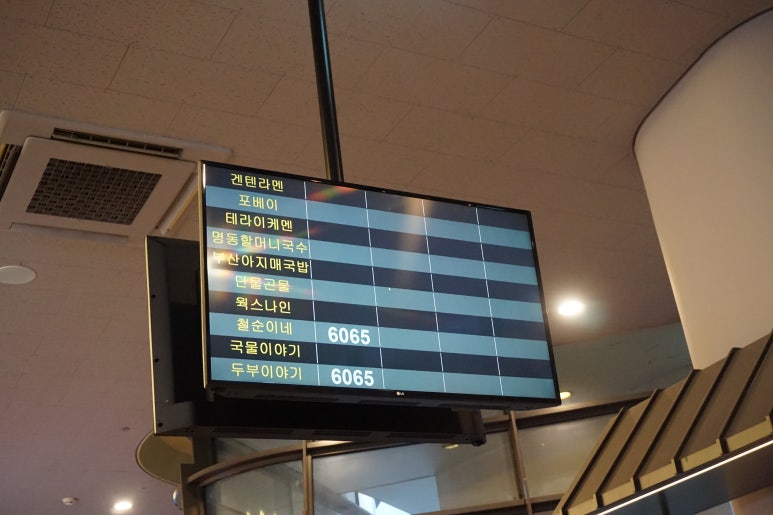 겐텐라멘
포베이
테라이케멘
명동할머니국수
부산아지매국밥
단물곤물
웍스나인
철순이네 6065
국물이야기
두부이야기 6065
LG